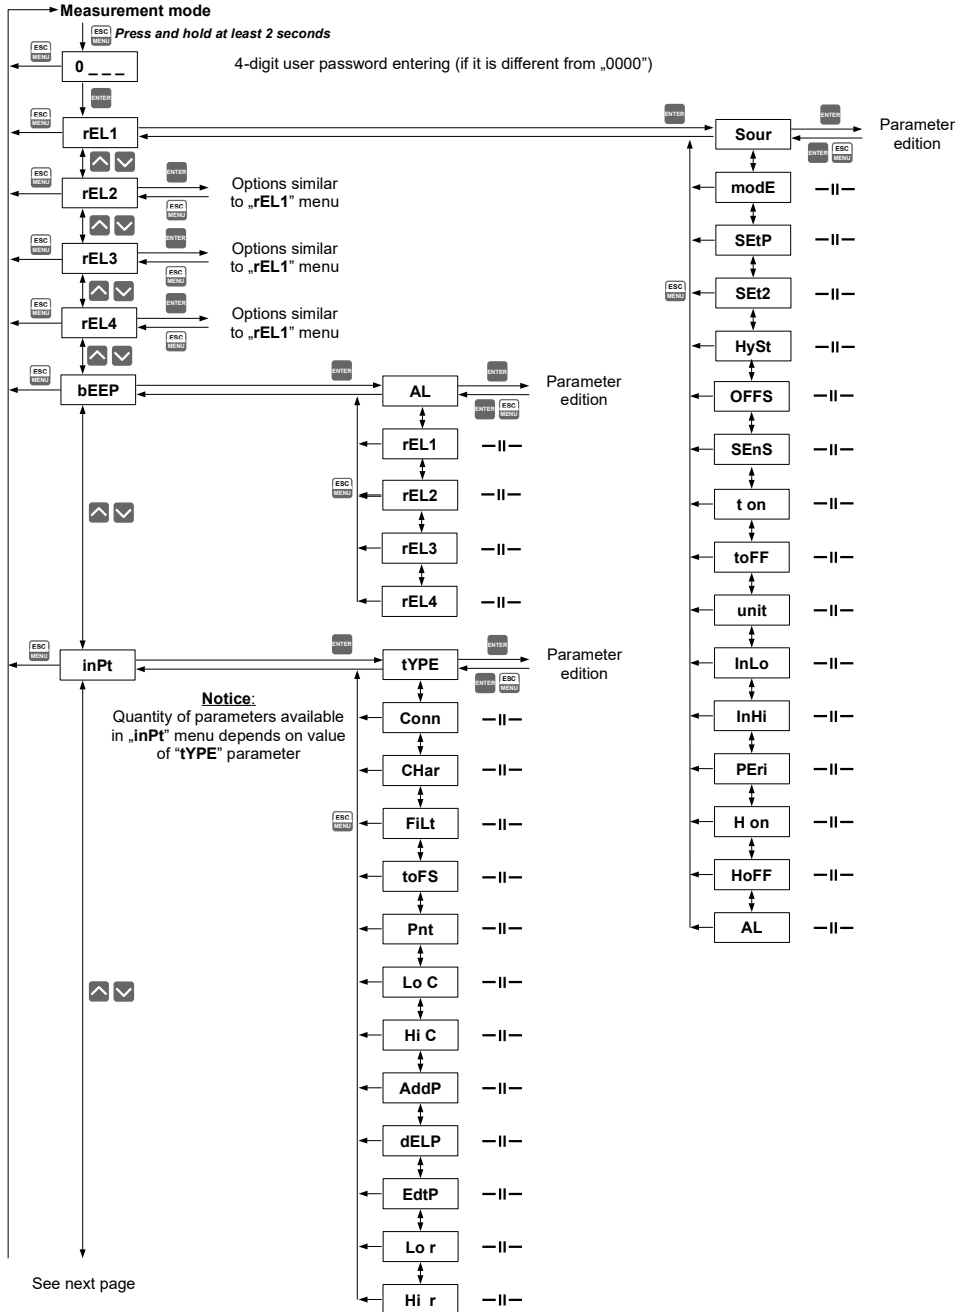 Measurement mode
ESC
MENU
Press and hold at least 2 seconds
ESC
MENU
0 _ _ _
4-digit user password entering (if it is different from „0000”)
ENTER
ESC
MENU
rEL1
ENTER
Sour
ENTER
ENTER
ESC
MENU
Parameter
edition
ESC
MENU
rEL2
ENTER
ESC
MENU
Options similar
to „rEL1” menu
modE
—II—
ESC
MENU
rEL3
ENTER
ESC
MENU
Options similar
to „rEL1” menu
SEtP
—II—
ESC
MENU
SEt2
—II—
ESC
MENU
rEL4
ENTER
ESC
MENU
Options similar
to „rEL1” menu
HySt
—II—
ESC
MENU
bEEP
ENTER
AL
ENTER
ENTER
ESC
MENU
Parameter
edition
OFFS
—II—
rEL1
—II—
SEnS
—II—
ESC
MENU
rEL2
—II—
t on
—II—
rEL3
—II—
toFF
—II—
rEL4
—II—
unit
—II—
ESC
MENU
inPt
ENTER
tYPE
ENTER
ENTER
ESC
MENU
Parameter
edition
InLo
—II—
Notice:
Quantity of parameters available
in „inPt” menu depends on value
of “tYPE” parameter
Conn
—II—
InHi
—II—
CHar
—II—
PEri
—II—
ESC
MENU
FiLt
—II—
H on
—II—
toFS
—II—
HoFF
—II—
Pnt
—II—
AL
—II—
Lo C
—II—
Hi C
—II—
AddP
—II—
dELP
—II—
EdtP
—II—
Lo r
—II—
See next page
Hi r
—II—